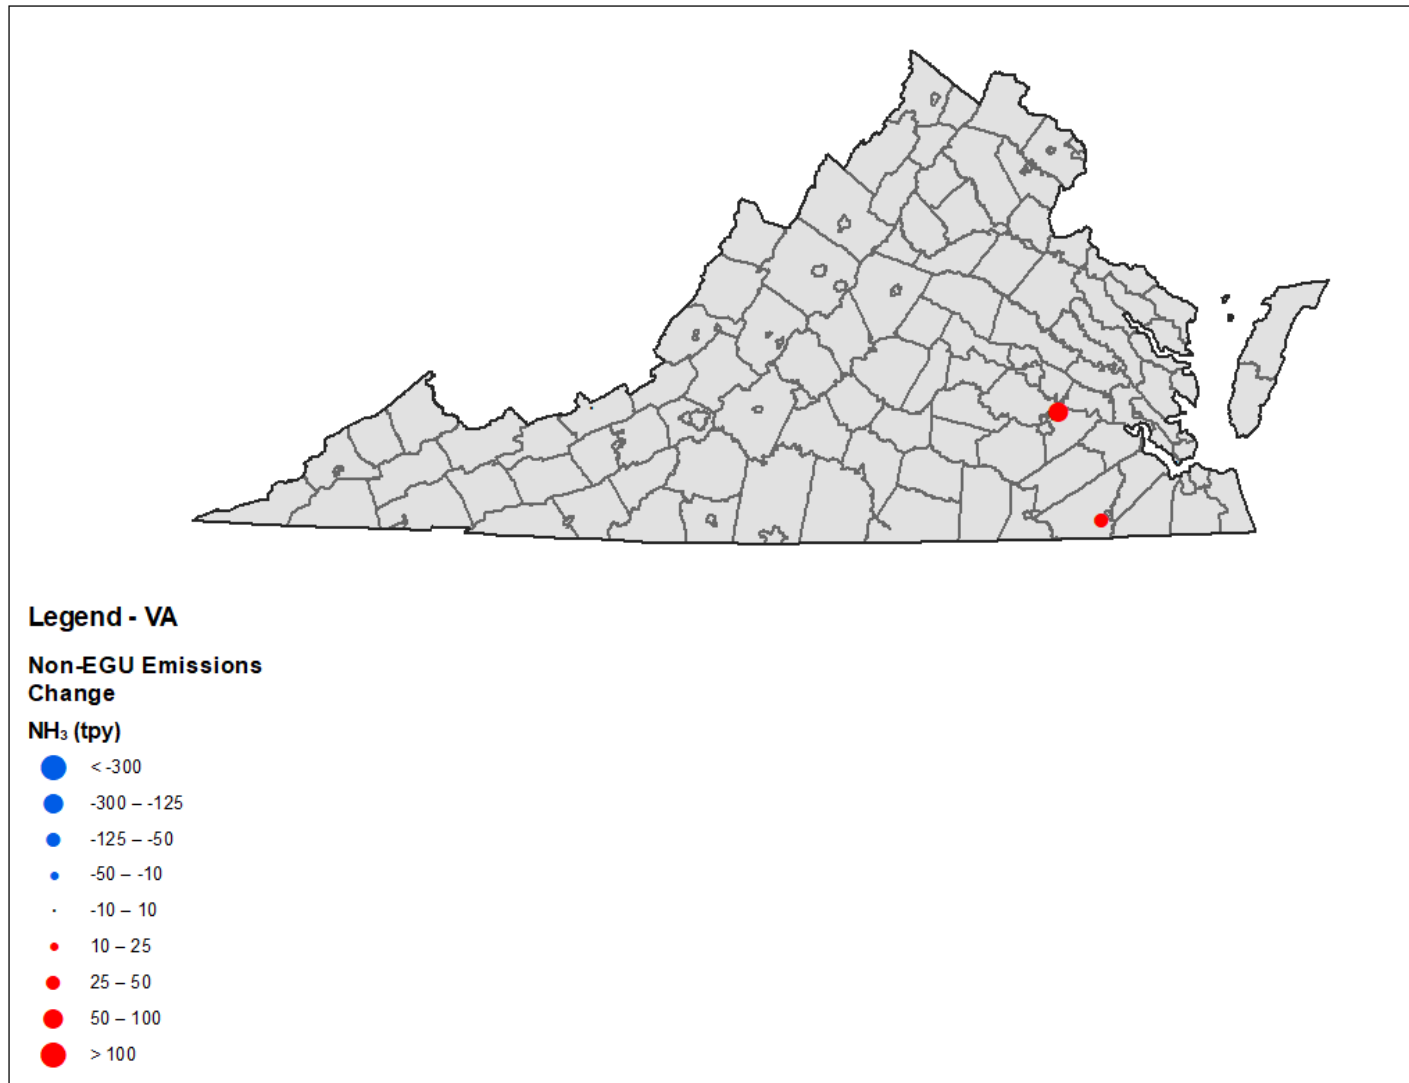 Legend - VA
Non-EGU Emissions
Change
NH₃ (tpy)
< -300
-300 – -125
-125 – -50
-50 – -10
-10 – 10
10 – 25
25 – 50
50 – 100
> 100